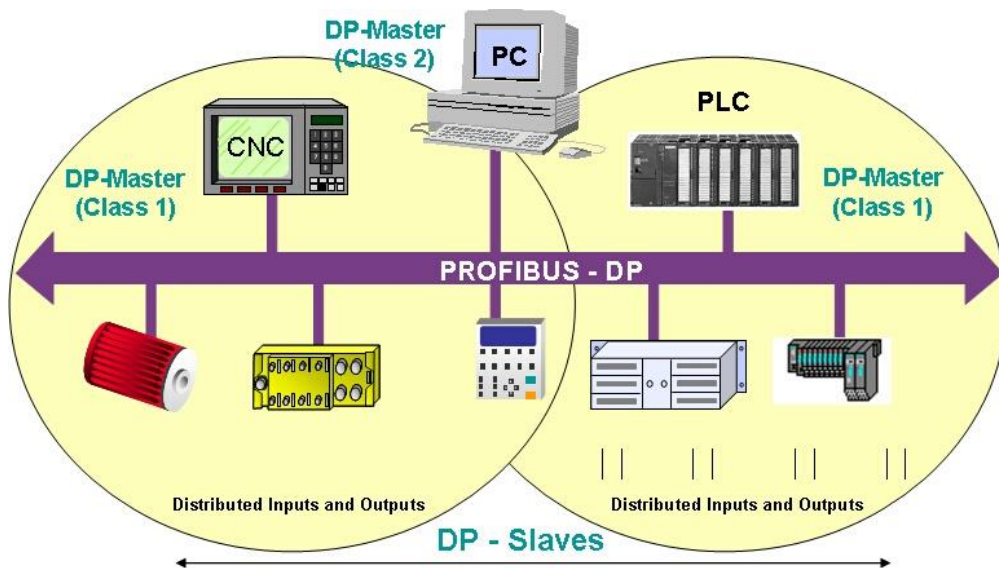 DP-Master
(Class 2)
PC
PLC
CNC
DP-Master
(Class 1)
DP-Master
(Class 1)
PROFIBUS - DP
Distributed Inputs and Outputs
Distributed Inputs and Outputs
DP - Slaves